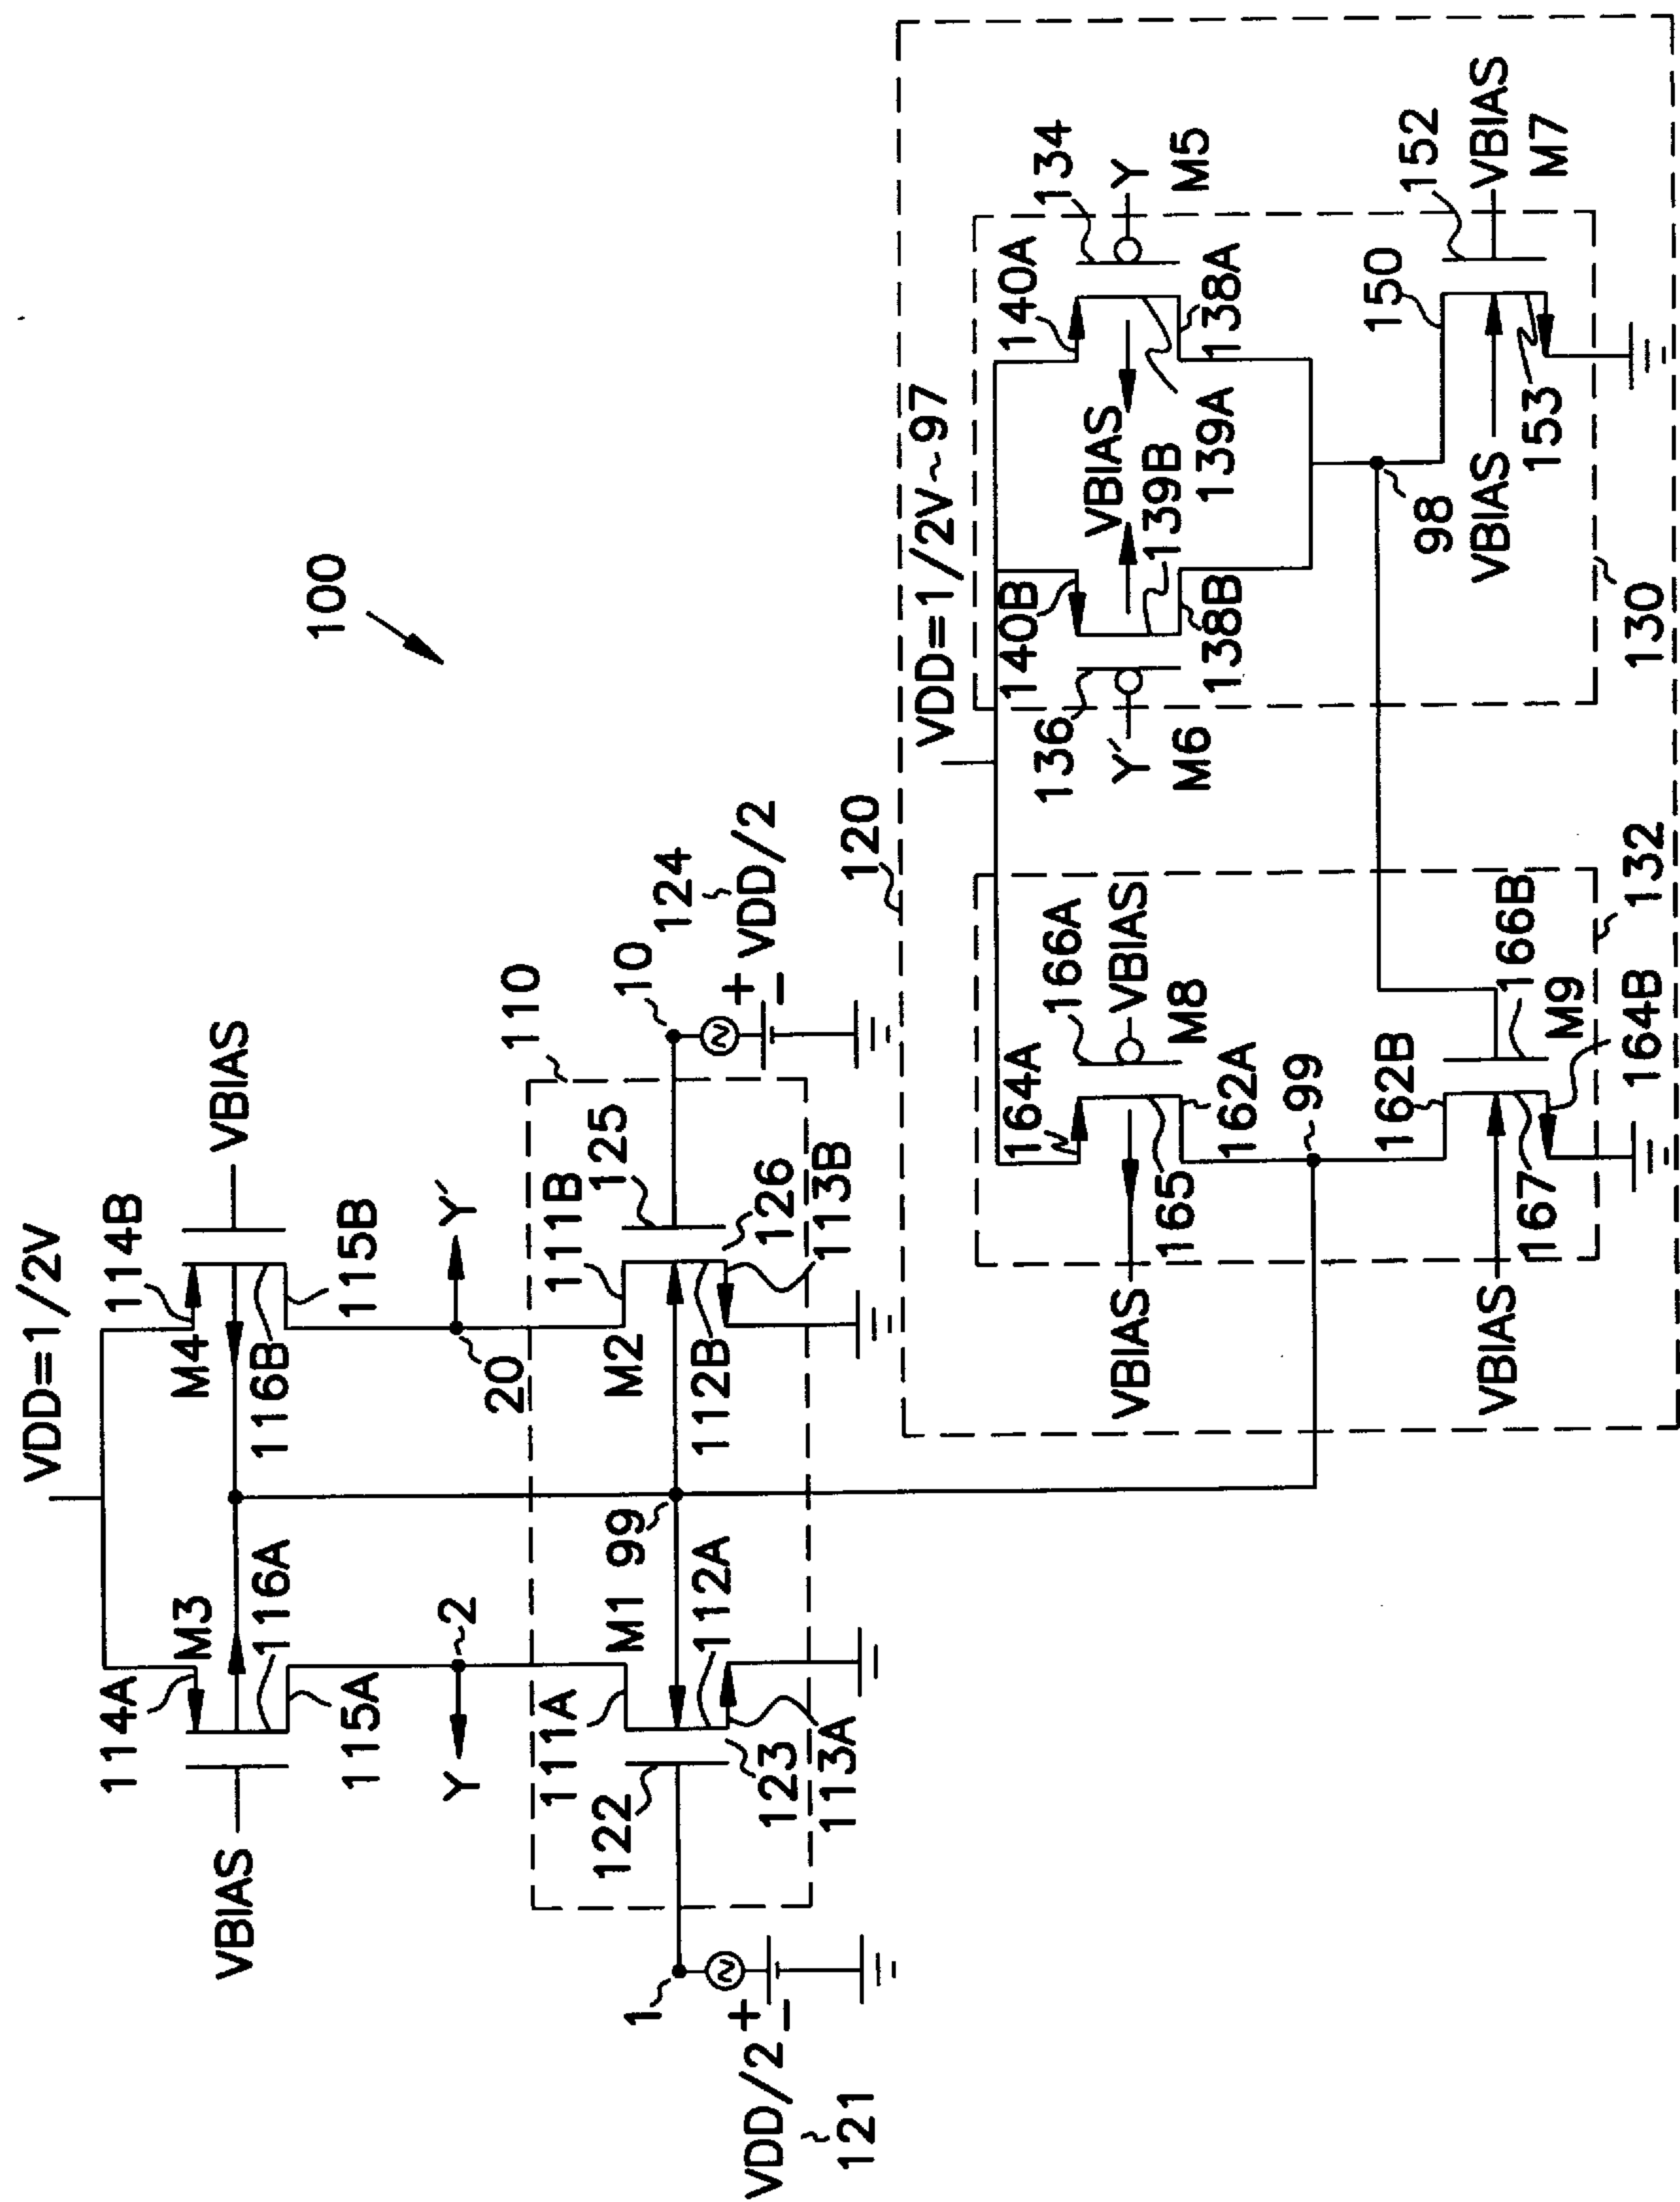 100
VDD=1/2V
114A
M3
M4
114B
VBIAS
116A
116B
VBIAS
115A
115B
Y
2
20
Y′
110
111A
M1
99
M2
111B
122
125
10
1
123
112A
112B
126
124
113A
113B
VDD/2
+
−
121
+
−
VDD/2
120
VDD=1/2V~97
164A
166A
136
140B
140A
134
VBIAS
VBIAS
Y′
VBIAS
Y
165
M8
M6
139B
M5
162A
138B
139A
138A
99
98
162B
166B
150
152
VBIAS
VBIAS
VBIAS
167
M9
153
M7
164B
132
130